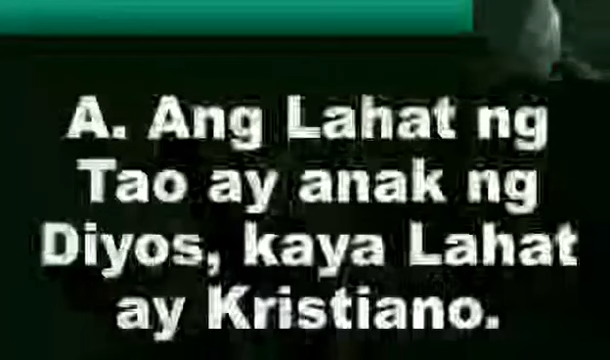 A. Ang Lahat ng
Tao ay anak ng
Diyos, kaya Lahat
ay Kristiano.